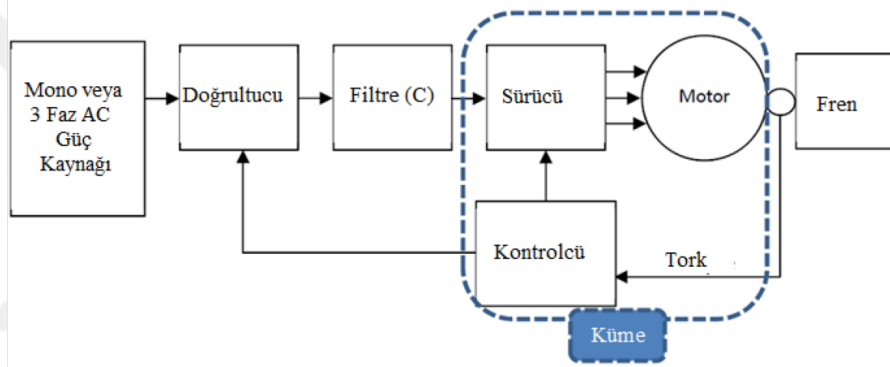 Mono veya
3 Faz AC
Güç
Kaynağı
Doğrultucu
Filtre (C)
Sürücü
Motor
Fren
Kontrolcü
Tork
Küme